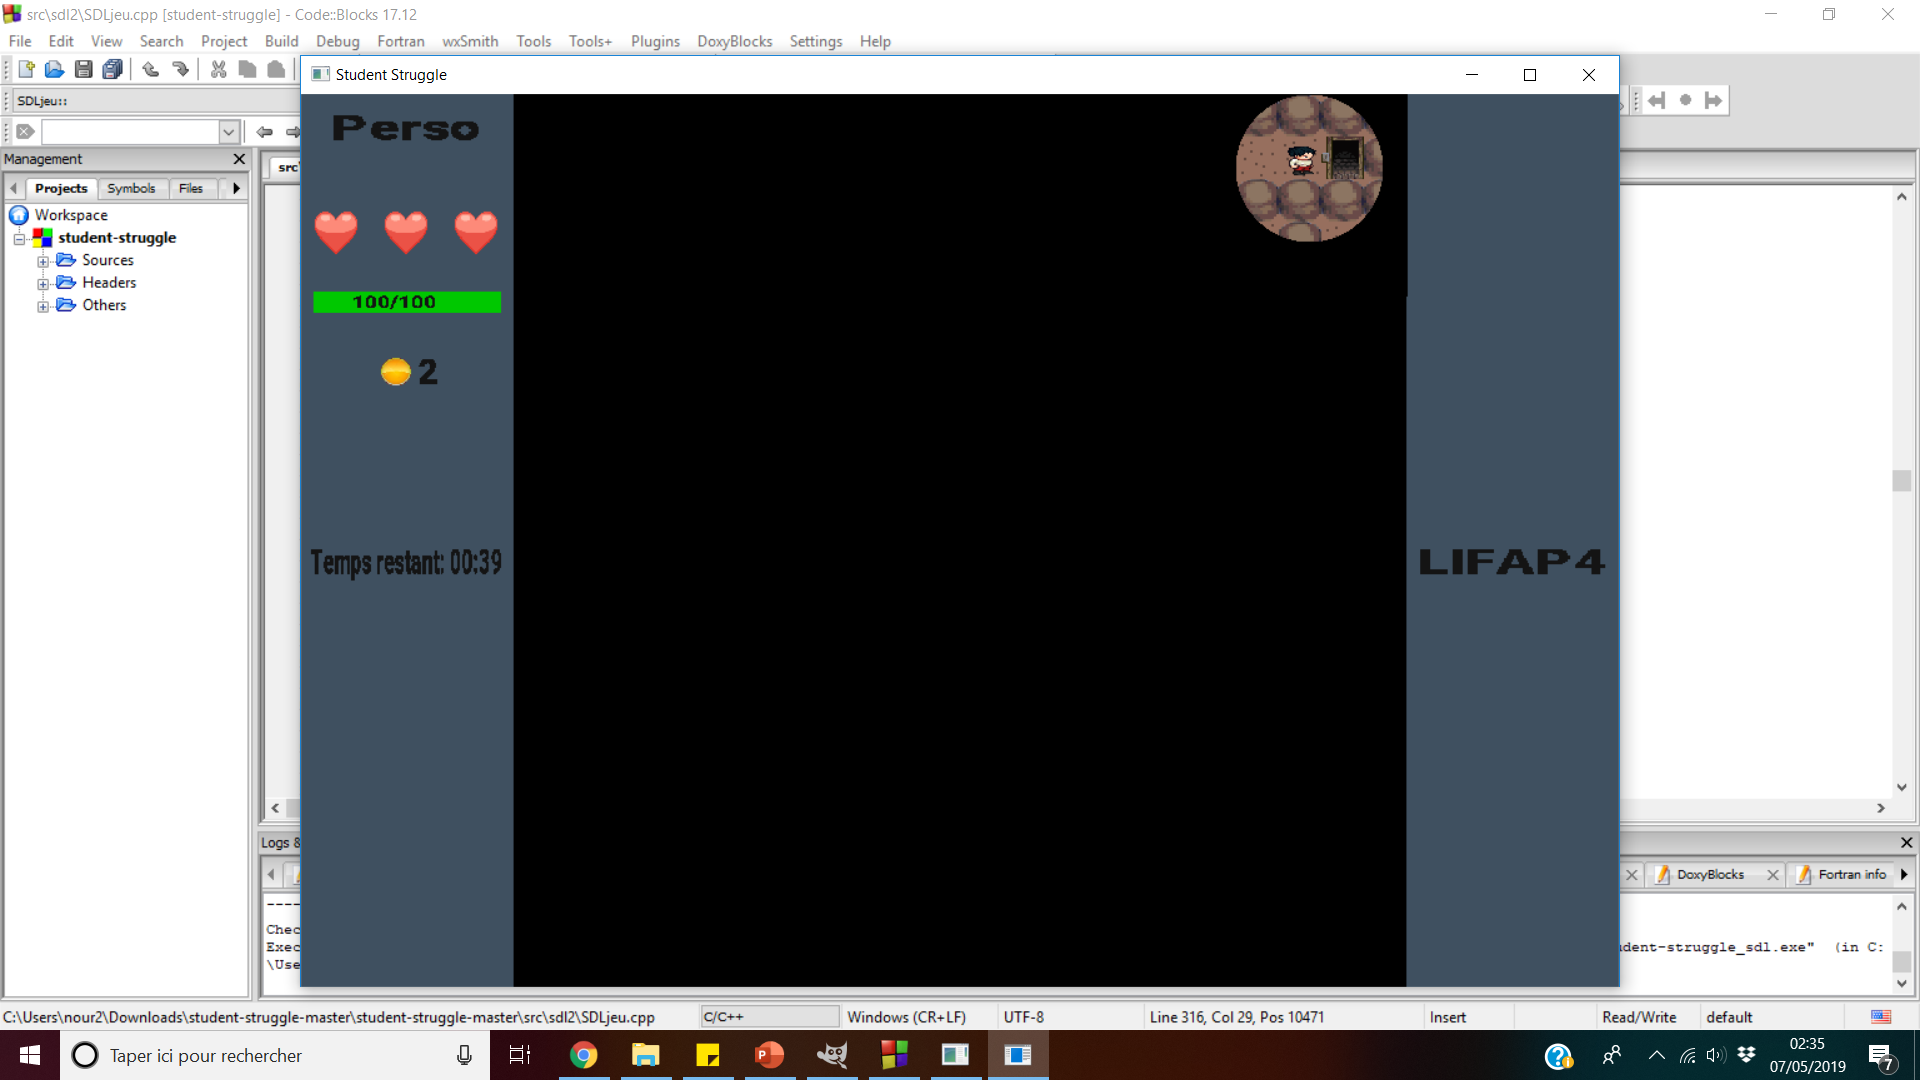 src\sdl2\SDLjeu.cpp [student-struggle] - Code::Blocks 17.12
File Edit View Search Project Build Debug Fortran wxSmith Tools Tools+ Plugins DoxyBlocks Settings Help
Student Struggle
SDLjeu::
Management
Projects Symbols Files
Workspace
student-struggle
Sources
Headers
Others
Perso
100/100
2
Temps restant: 00:39
LIFAP4
Logs &
DoxyBlocks
Fortran info
dent-struggle_sdl.exe" (in C:
\Use
C:\Users\nour2\Downloads\student-struggle-master\student-struggle-master\src\sdl2\SDLjeu.cpp
C/C++
Windows (CR+LF)
UTF-8
Line 316, Col 29, Pos 10471
Insert
Read/Write
default
Taper ici pour rechercher
02:35
07/05/2019
7